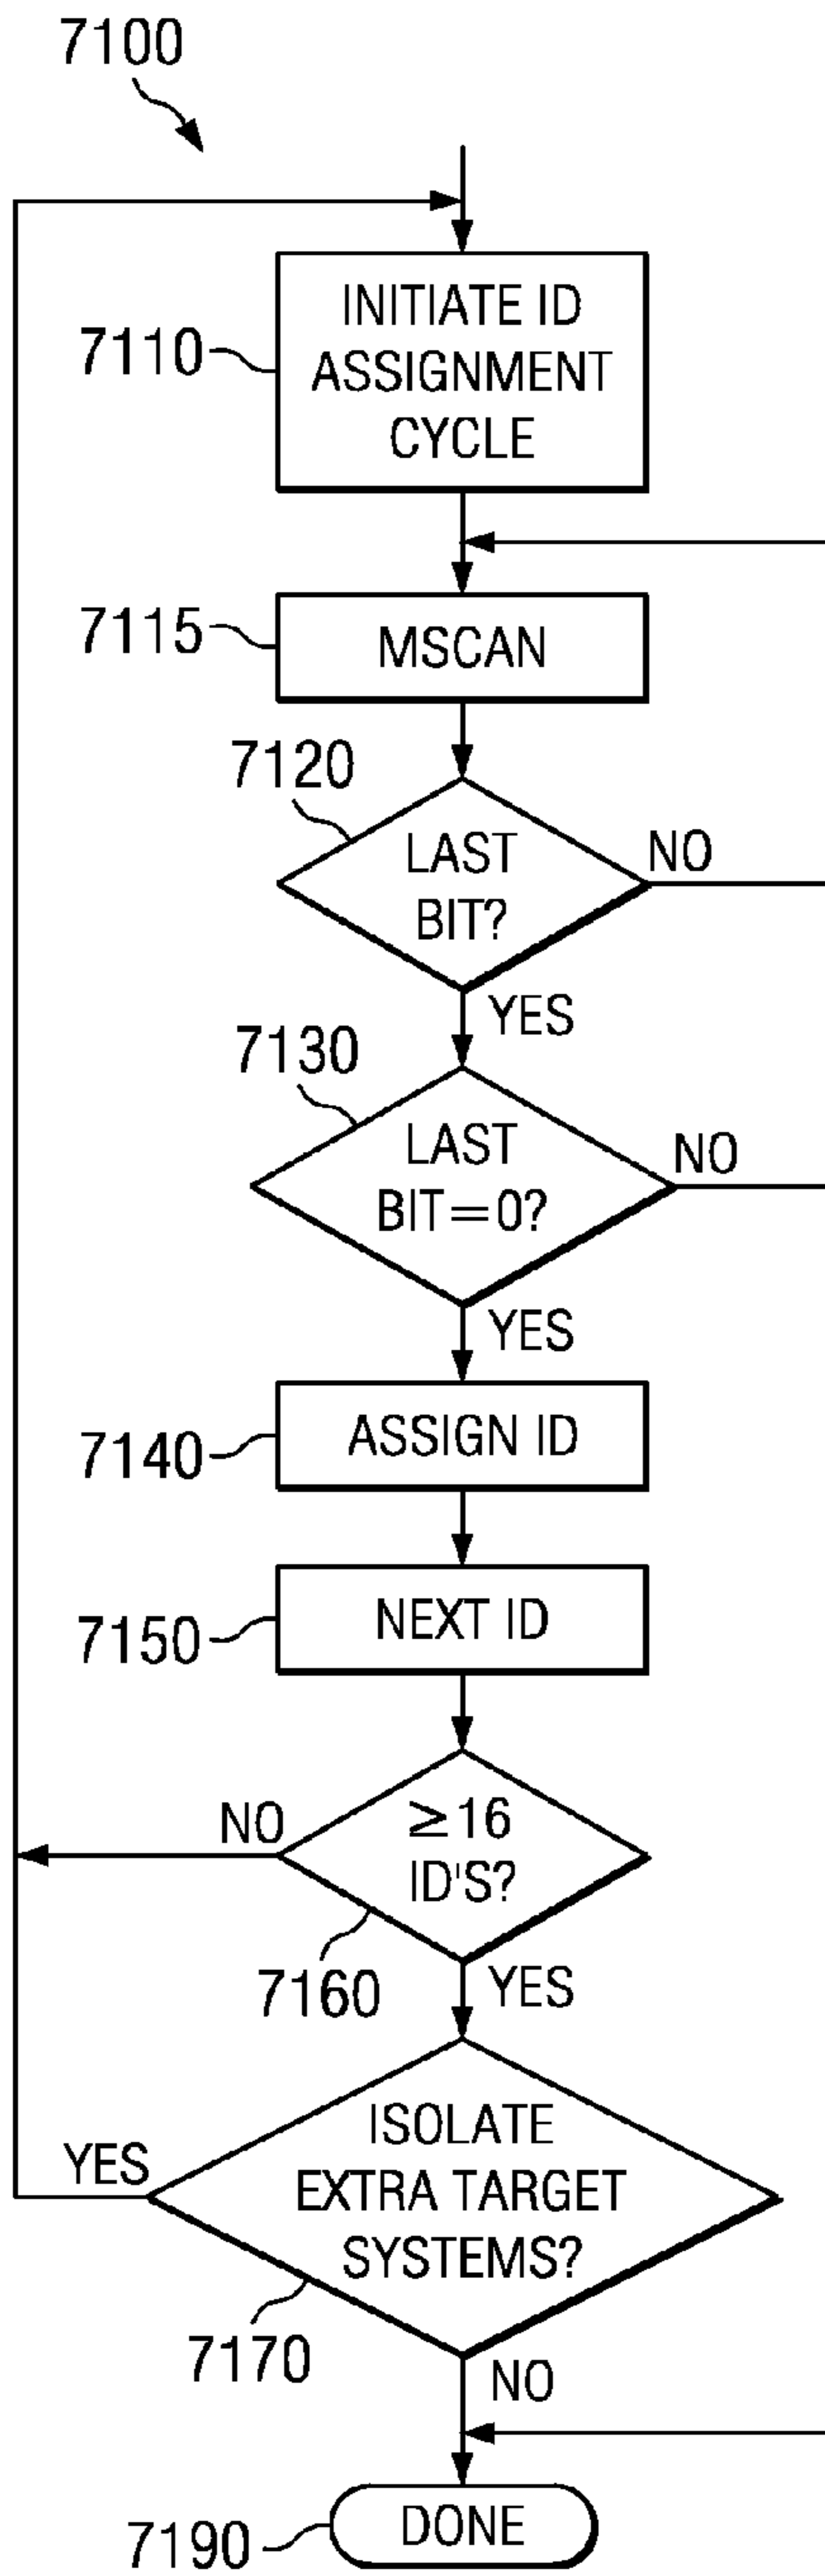 7100
INITIATE ID
ASSIGNMENT
CYCLE
7110
MSCAN
7115
7120
LAST
BIT?
NO
YES
7130
LAST
BIT=0?
NO
YES
ASSIGN ID
7140
NEXT ID
7150
≥16
ID'S?
NO
7160
YES
ISOLATE
EXTRA TARGET
SYSTEMS?
YES
7170
NO
DONE
7190